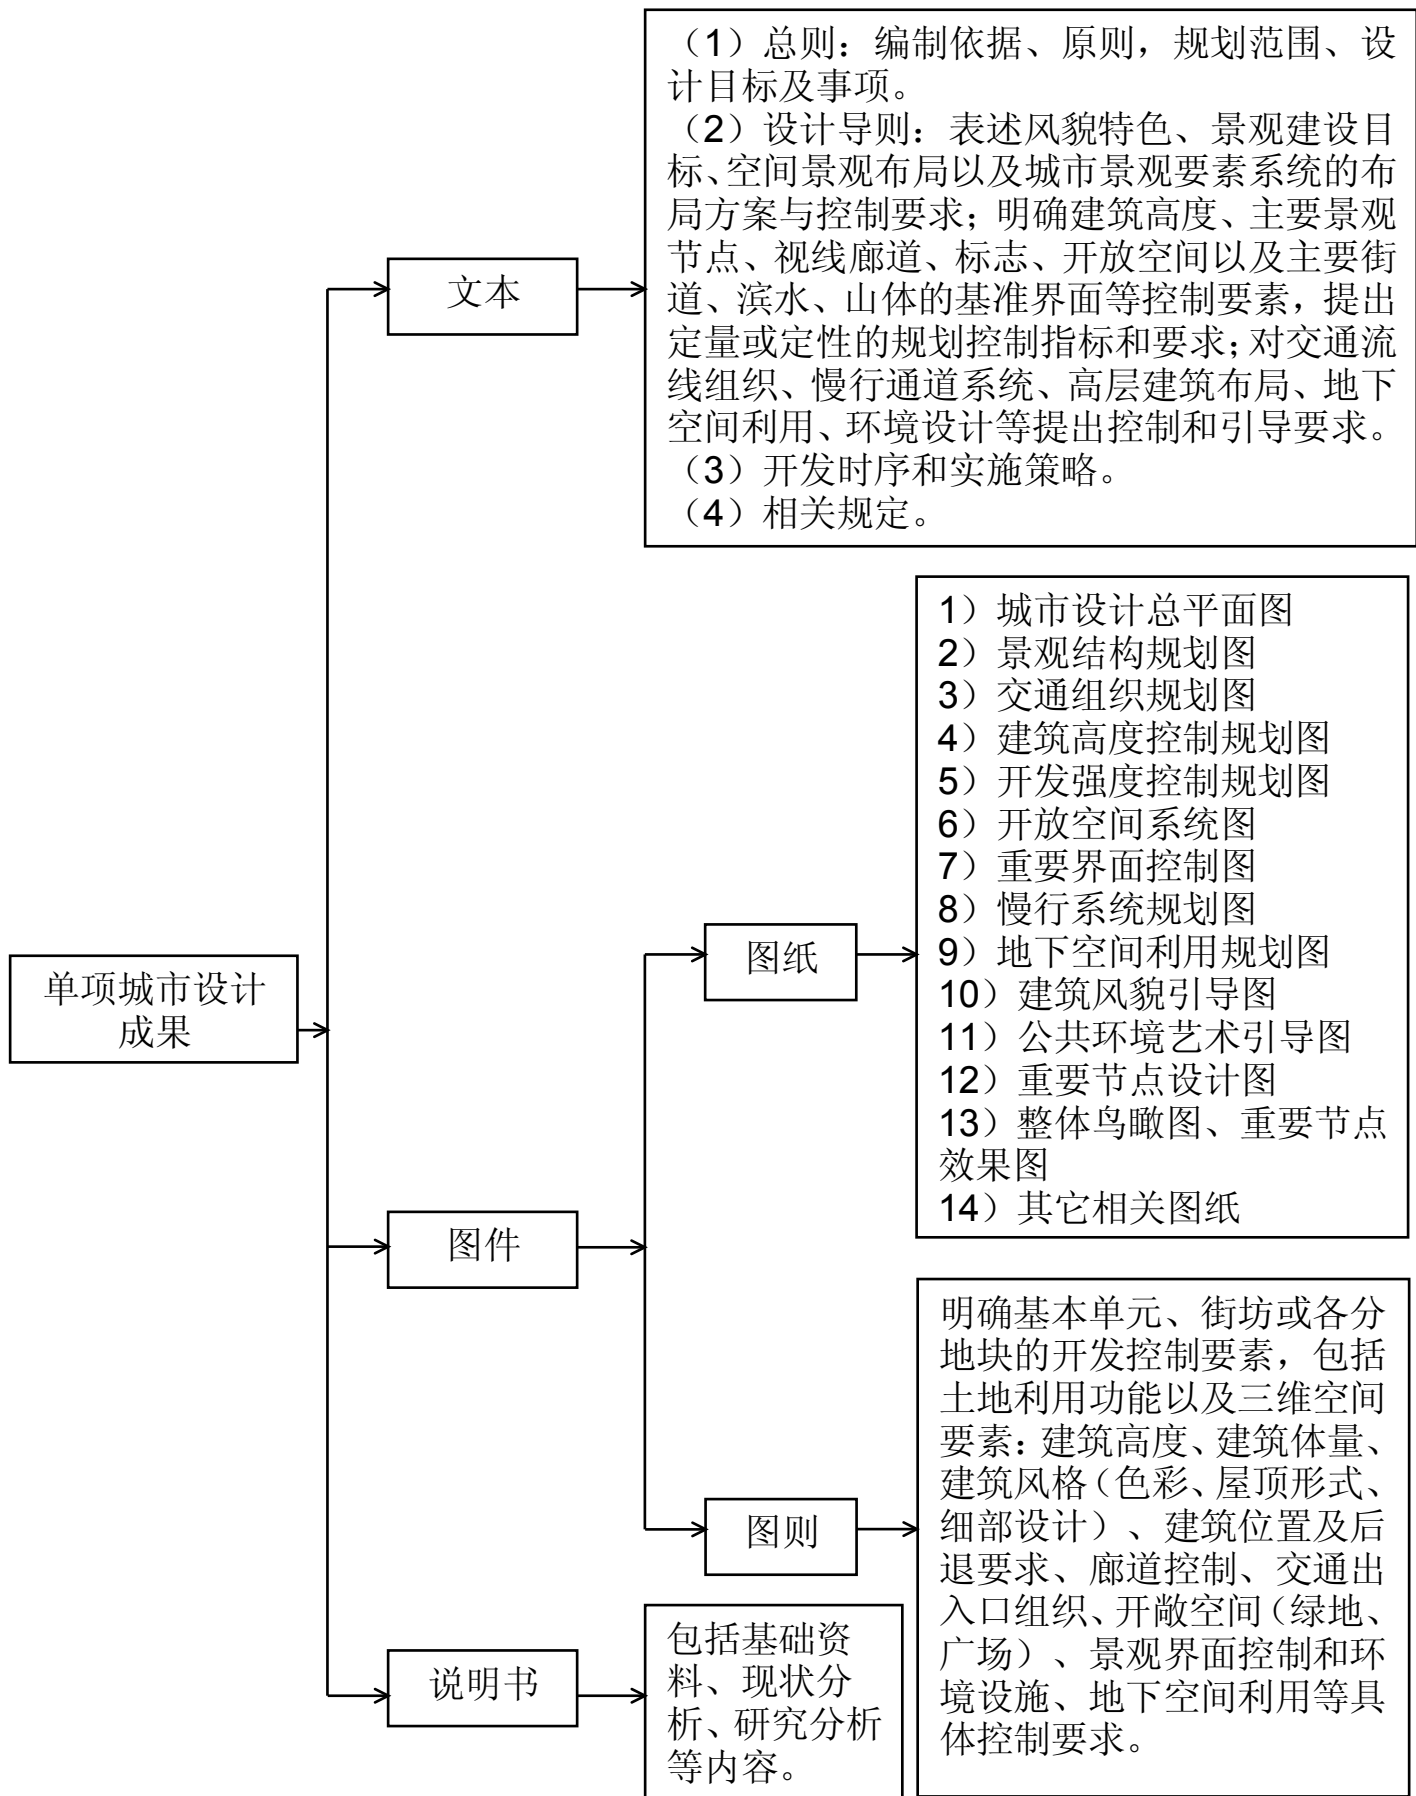 （1）总则：编制依据、原则，规划范围、设
计目标及事项。
（2）设计导则：表述风貌特色、景观建设目
标、空间景观布局以及城市景观要素系统的布
局方案与控制要求；明确建筑高度、主要景观
节点、视线廊道、标志、开放空间以及主要街
道、滨水、山体的基准界面等控制要素，提出
定量或定性的规划控制指标和要求；对交通流
线组织、慢行通道系统、高层建筑布局、地下
空间利用、环境设计等提出控制和引导要求。
（3）开发时序和实施策略。
（4）相关规定。
文本
1）城市设计总平面图
2）景观结构规划图
3）交通组织规划图
4）建筑高度控制规划图
5）开发强度控制规划图
6）开放空间系统图
7）重要界面控制图
8）慢行系统规划图
9）地下空间利用规划图
10）建筑风貌引导图
11）公共环境艺术引导图
12）重要节点设计图
13）整体鸟瞰图、重要节点
效果图
14）其它相关图纸
图纸
单项城市设计
成果
图件
明确基本单元、街坊或各分
地块的开发控制要素，包括
土地利用功能以及三维空间
要素：建筑高度、建筑体量、
建筑风格（色彩、屋顶形式、
细部设计）、建筑位置及后
退要求、廊道控制、交通出
入口组织、开敞空间（绿地、
广场）、景观界面控制和环
境设施、地下空间利用等具
体控制要求。
图则
说明书
包括基础资
料、现状分
析、研究分析
等内容。